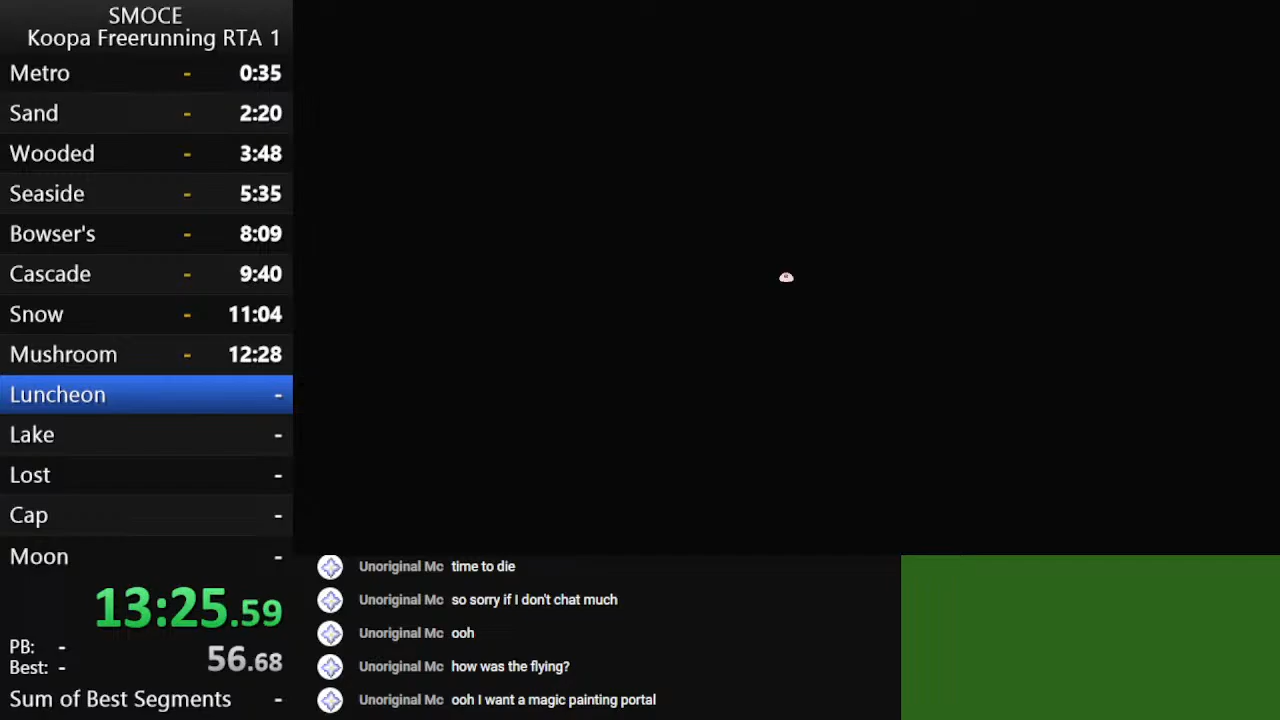 SMOCE
Koopa Freerunning RTA 1
Metro - 0:35
Sand - 2:20
Wooded - 3:48
Seaside - 5:35
Bowser's - 8:09
Cascade - 9:40
Snow - 11:04
Mushroom - 12:28
Luncheon -
Lake -
Lost -
Cap -
Moon -
13:25.59
PB: -
Best: - 56.68
Sum of Best Segments -
Unoriginal Mc time to die
Unoriginal Mc so sorry if I don't chat much
Unoriginal Mc ooh
Unoriginal Mc how was the flying?
Unoriginal Mc ooh I want a magic painting portal